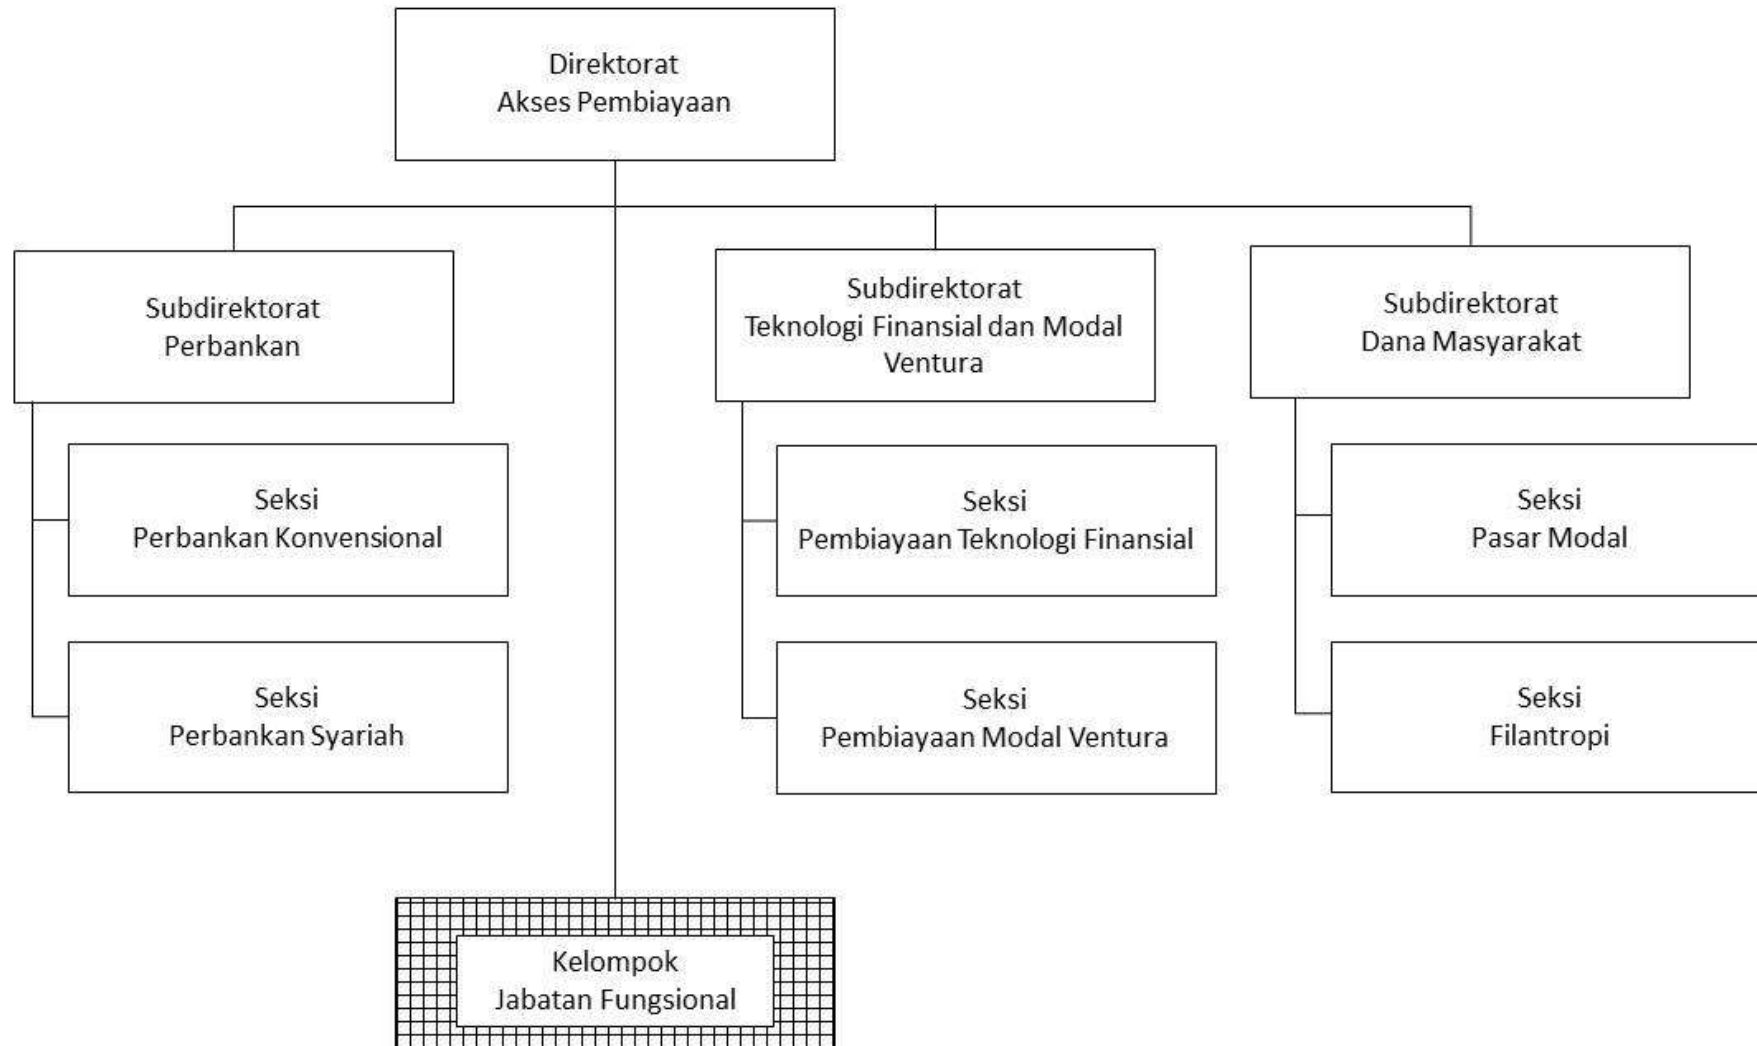 Direktorat
Akses Pembiayaan
Subdirektorat
Perbankan
Subdirektorat
Teknologi Finansial dan Modal
Ventura
Subdirektorat
Dana Masyarakat
Seksi
Perbankan Konvensional
Seksi
Pembiayaan Teknologi Finansial
Seksi
Pasar Modal
Seksi
Perbankan Syariah
Seksi
Pembiayaan Modal Ventura
Seksi
Filantropi
Kelompok
Jabatan Fungsional